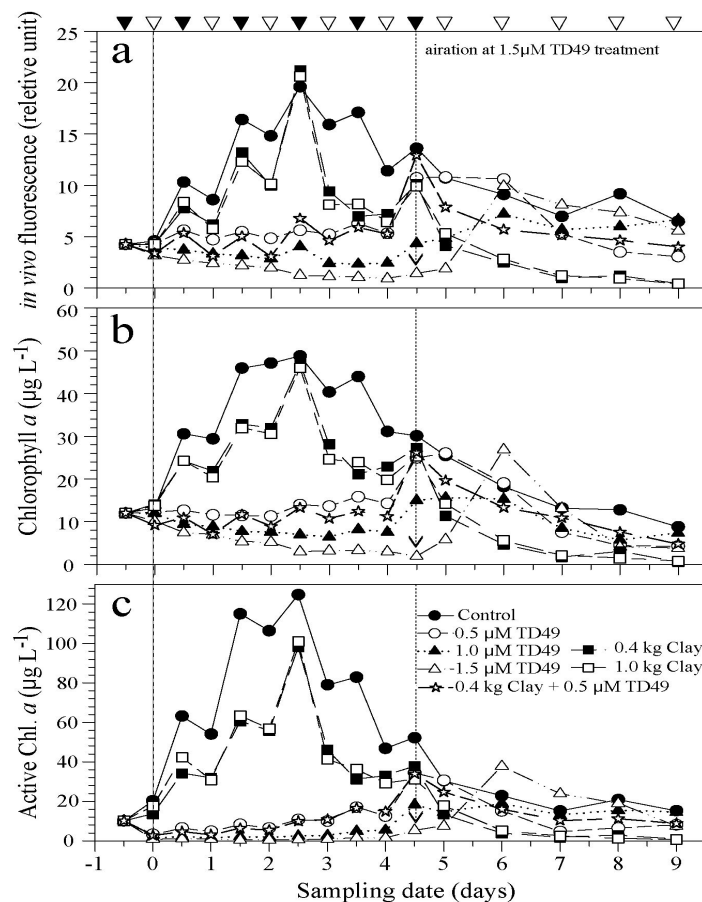 a
airation at 1.5µM TD49 treatment
25
20
15
10
5
0
in vivo fluorescence (reletive unit)
b
60
50
40
30
20
10
0
Chlorophyll a (µg L-1)
c
120
100
80
60
40
20
0
Active Chl. a (µg L-1)
Control
0.5 µM TD49
1.0 µM TD49
0.4 kg Clay
-1.5 µM TD49
1.0 kg Clay
-0.4 kg Clay + 0.5 µM TD49
-1 0 1 2 3 4 5 6 7 8 9
Sampling date (days)